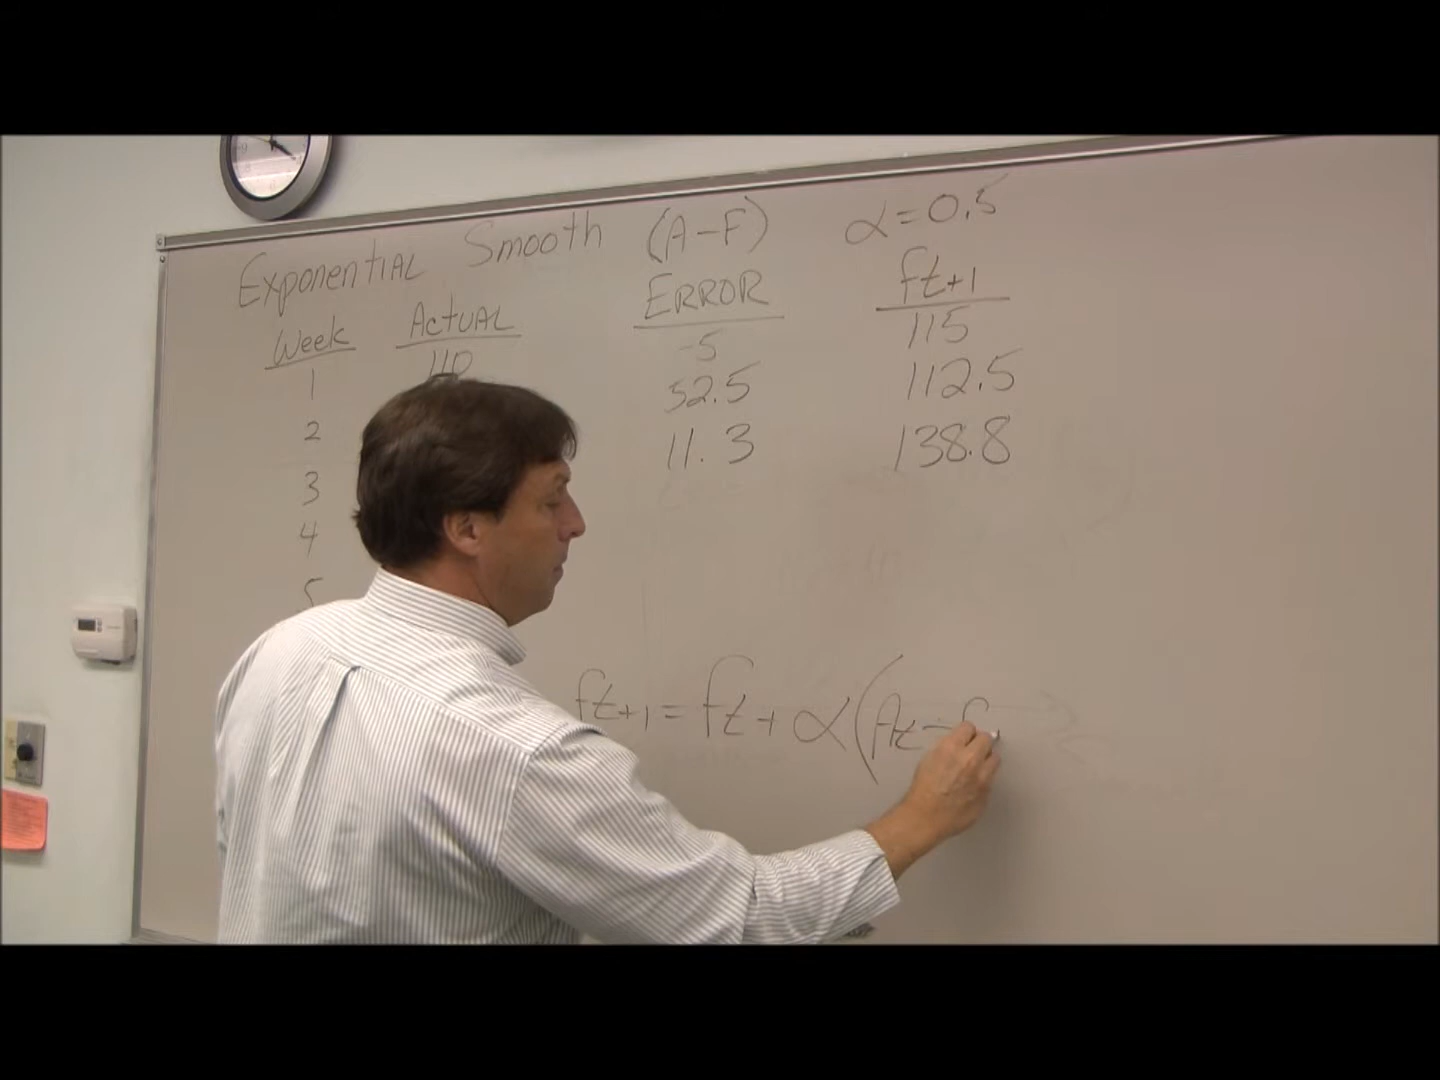 Exponential Smooth (A-F) α=0.5
Week Actual ERROR ft+1
1 110 -5 115
2 52.5 112.5
3 11.3 138.8
4
5
ft+1 = ft + α(At - f